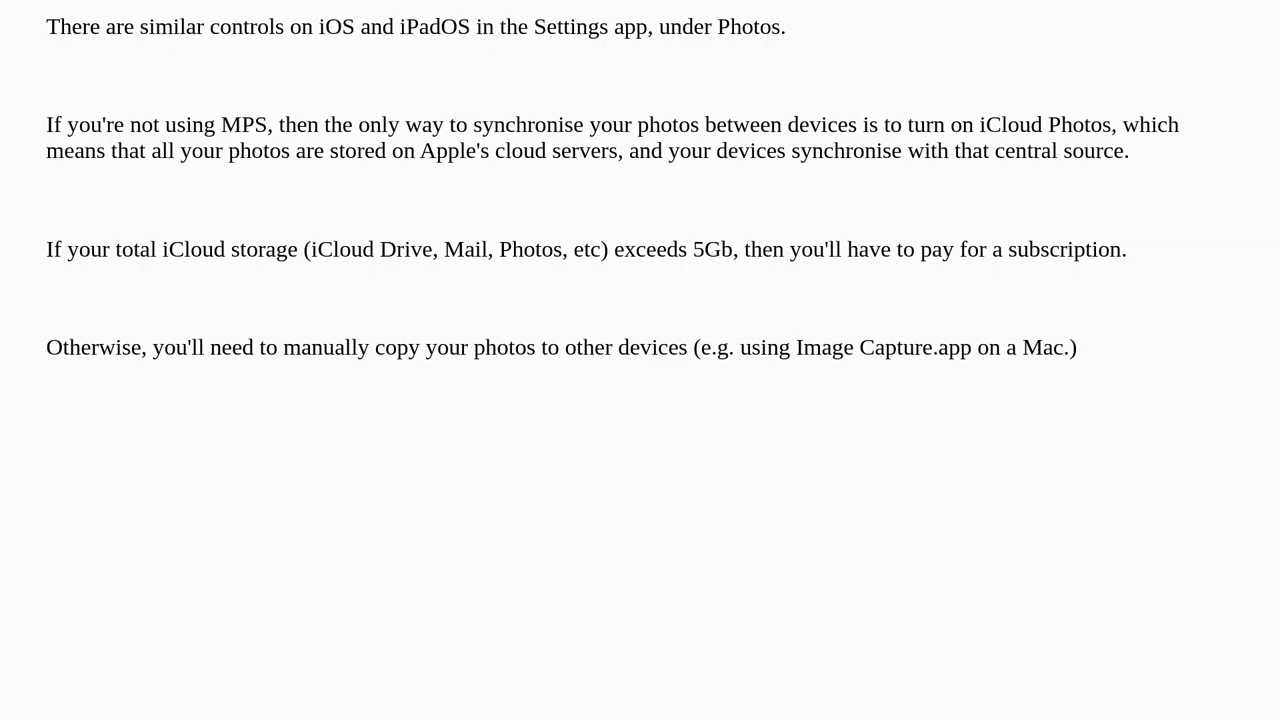 There are similar controls on iOS and iPadOS in the Settings app, under Photos.
If you're not using MPS, then the only way to synchronise your photos between devices is to turn on iCloud Photos, which
means that all your photos are stored on Apple's cloud servers, and your devices synchronise with that central source.
If your total iCloud storage (iCloud Drive, Mail, Photos, etc) exceeds 5Gb, then you'll have to pay for a subscription.
Otherwise, you'll need to manually copy your photos to other devices (e.g. using Image Capture.app on a Mac.)